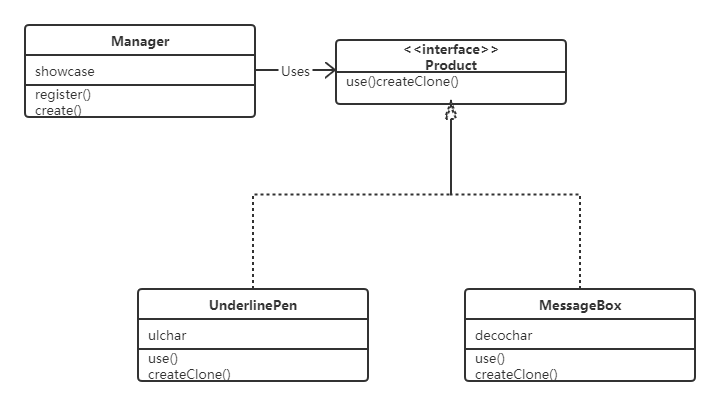 Manager
showcase
register()
create()
Uses
<<interface>>
Product
use()createClone()
UnderlinePen
ulchar
use()
createClone()
MessageBox
decochar
use()
createClone()